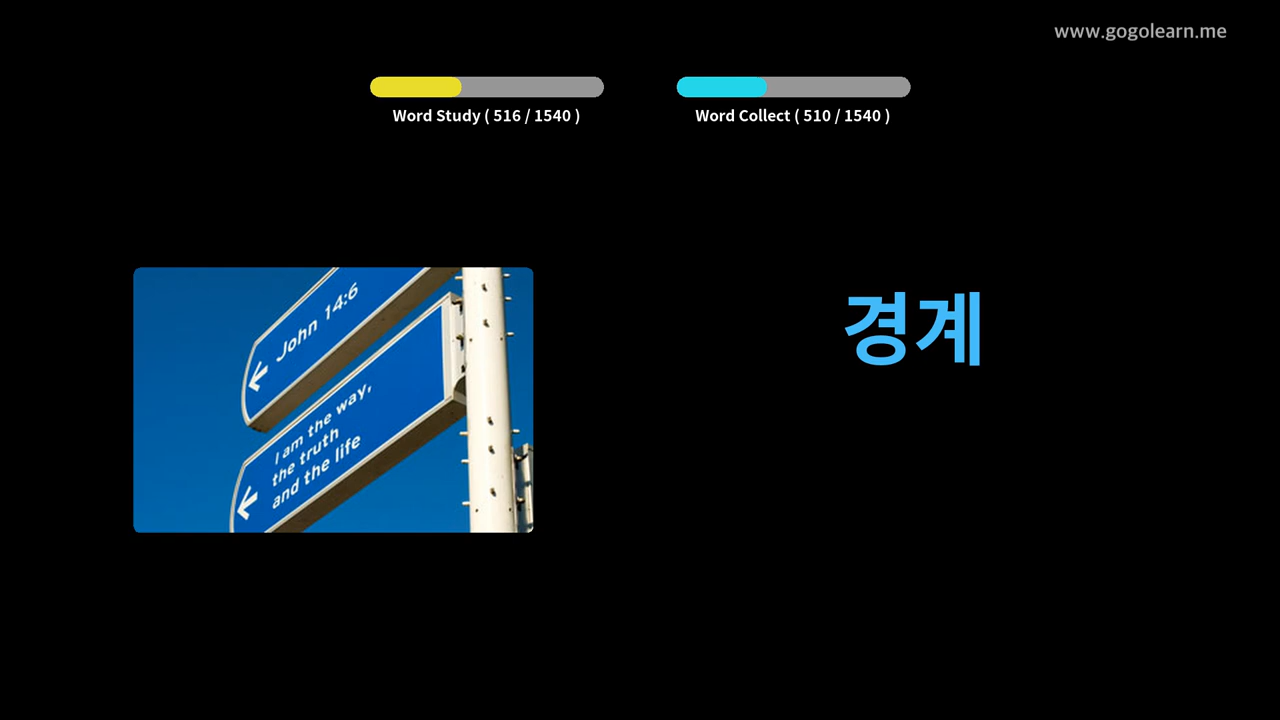 www.gogolearn.me
Word Study ( 516 / 1540 )
Word Collect ( 510 / 1540 )
John 14:6
I am the way,
the truth
and the life
경계